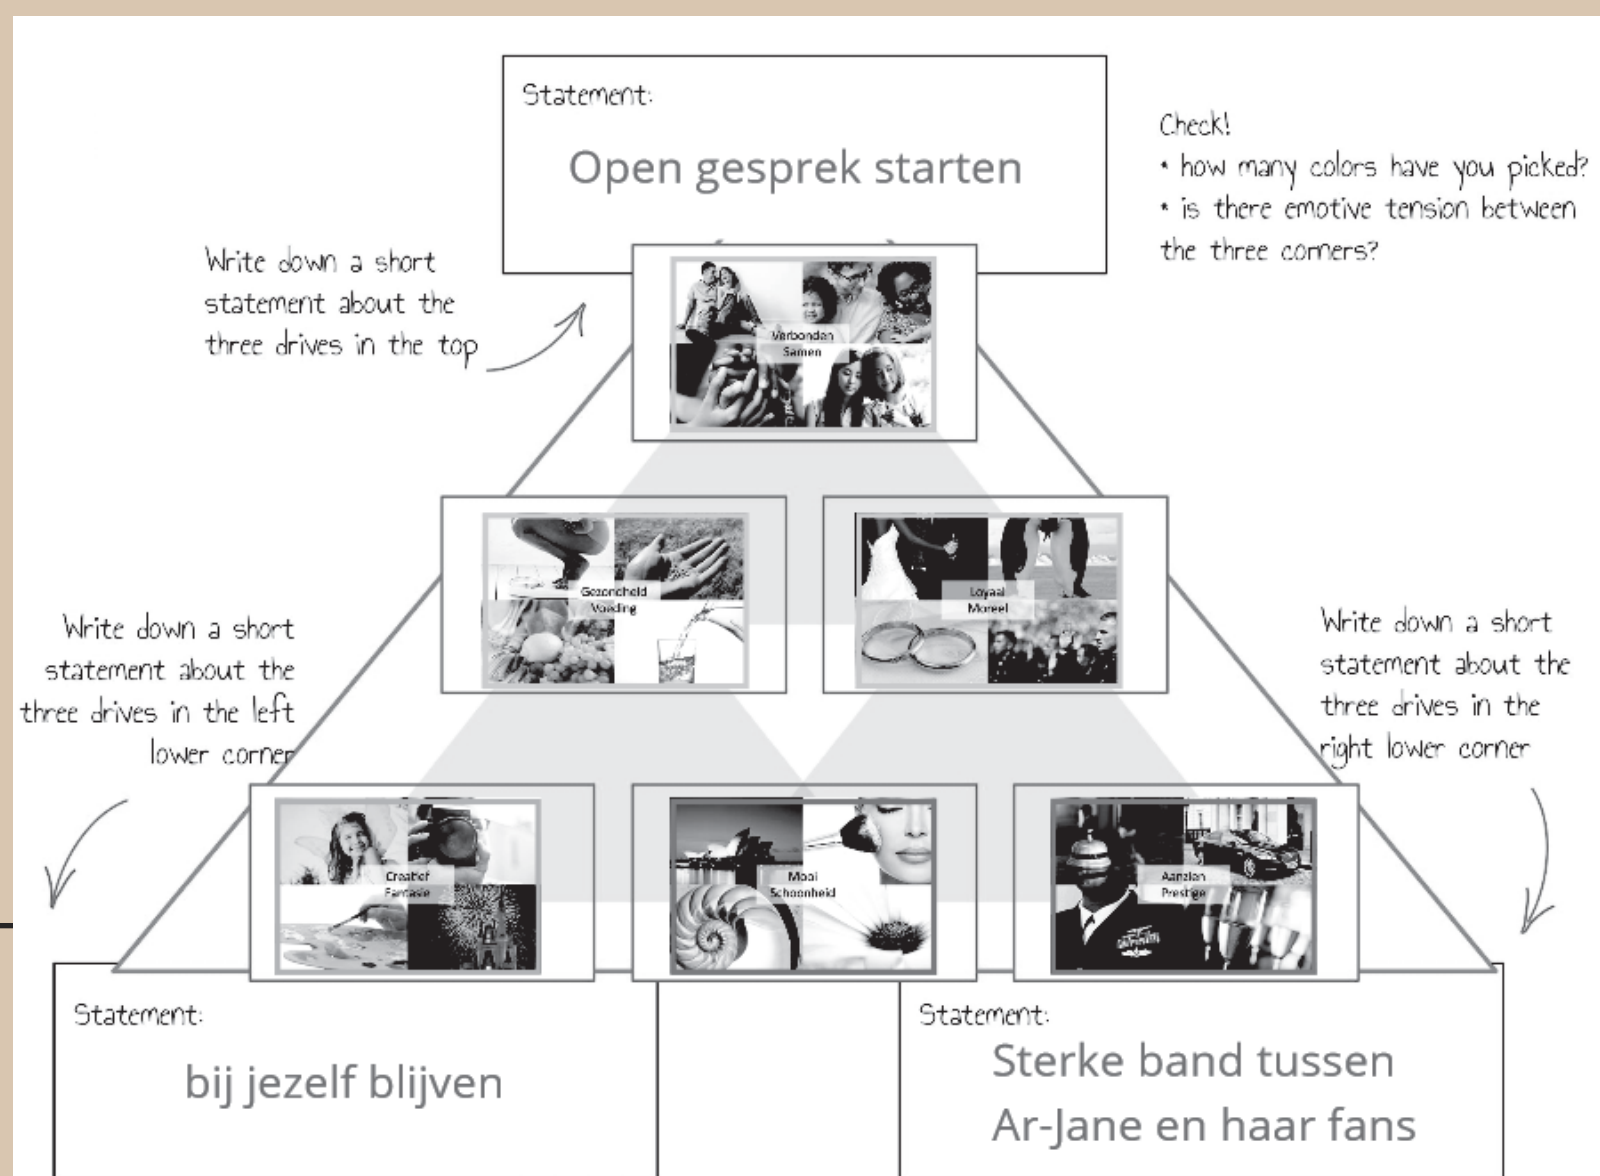 Statement:
Open gesprek starten
Check!
• how many colors have you picked?
• is there emotive tension between
the three corners?
Write down a short
statement about the
three drives in the top
Verbonden
Samen
Gezondheid
Voeding
Loyaal
Moreel
Write down a short
statement about the
three drives in the left
lower corner
Write down a short
statement about the
three drives in the
right lower corner
Creatief
Fantasie
Mooi
Schoonheid
Aanzien
Prestige
Statement:
bij jezelf blijven
Statement:
Sterke band tussen
Ar-Jane en haar fans